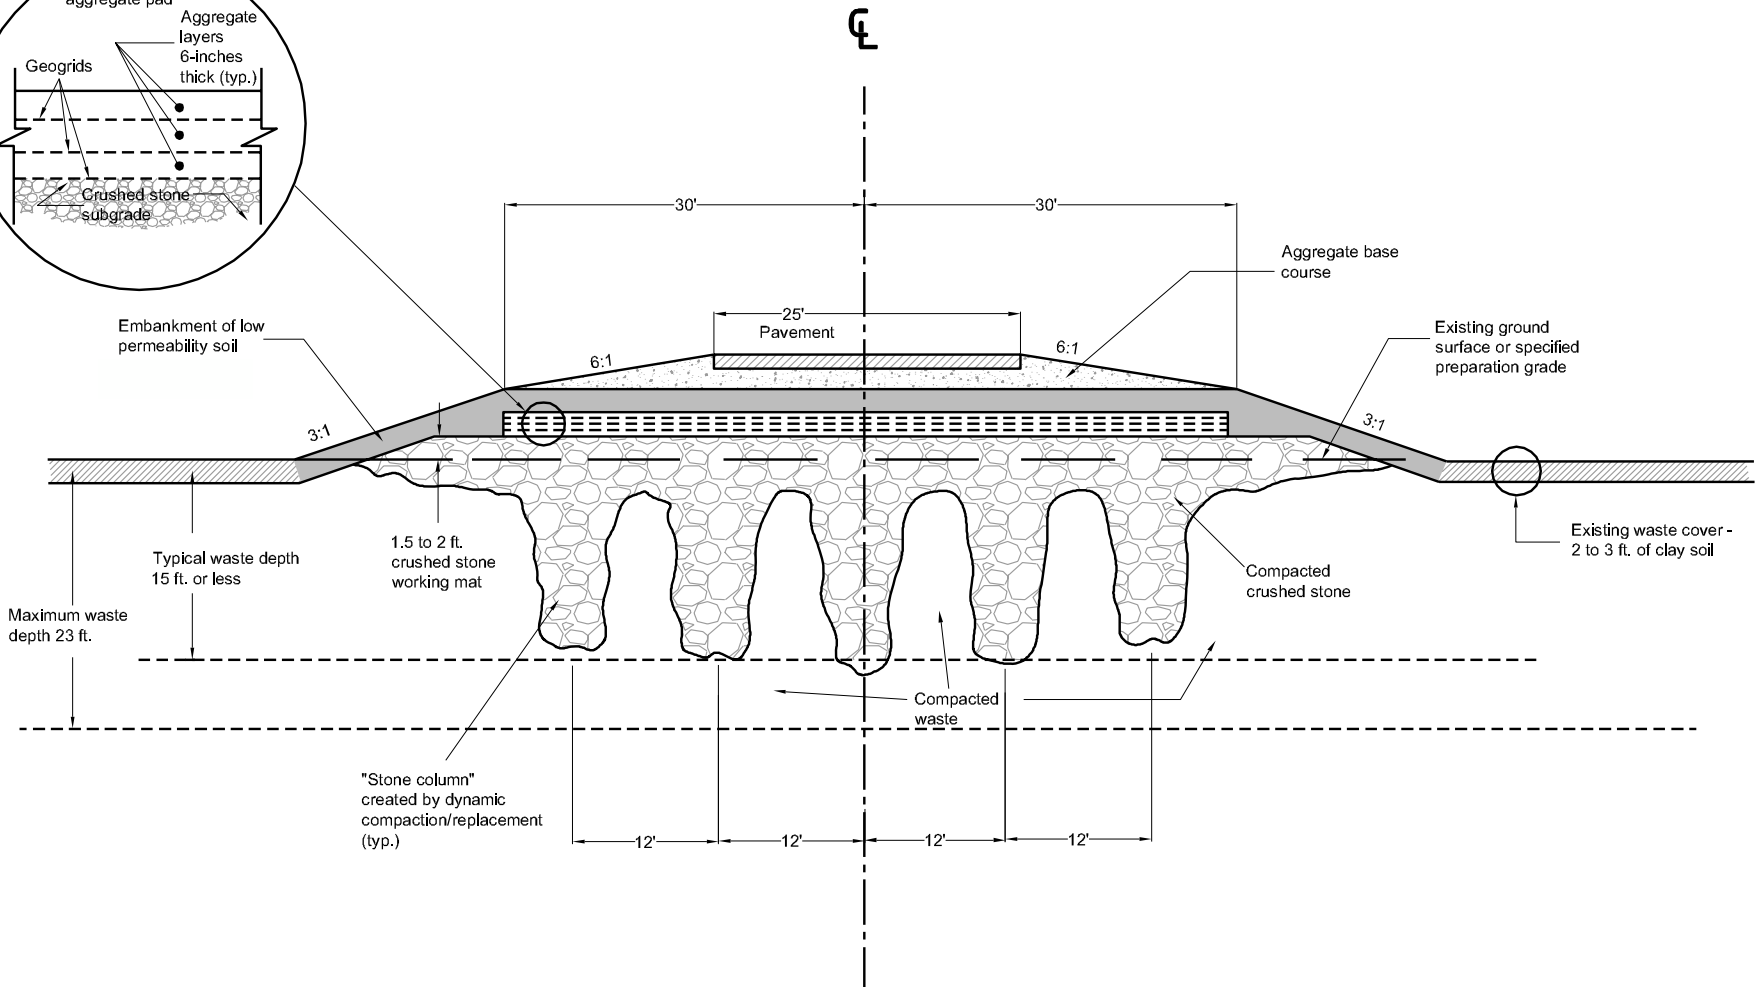 aggregate pad
Aggregate
layers
6-inches
thick (typ.)
Geogrids
Crushed stone
subgrade
℄
30'
30'
Aggregate base
course
25'
Pavement
Embankment of low
permeability soil
Existing ground
surface or specified
preparation grade
6:1
6:1
3:1
3:1
1.5 to 2 ft.
crushed stone
working mat
Typical waste depth
15 ft. or less
Maximum waste
depth 23 ft.
Existing waste cover -
2 to 3 ft. of clay soil
Compacted
crushed stone
Compacted
waste
"Stone column"
created by dynamic
compaction/replacement
(typ.)
12'
12'
12'
12'